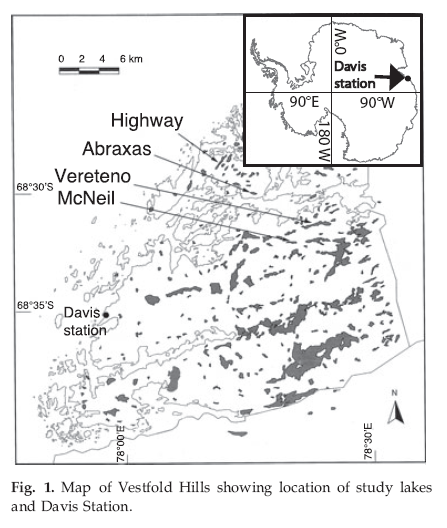 0 2 4 6 km
0°W
Davis
station
90°E
90°W
180°W
Highway
Abraxas
Vereteno
McNeil
68°30'S
68°35'S
Davis
station
N
78°00'E
78°30'E
Fig. 1. Map of Vestfold Hills showing location of study lakes
and Davis Station.